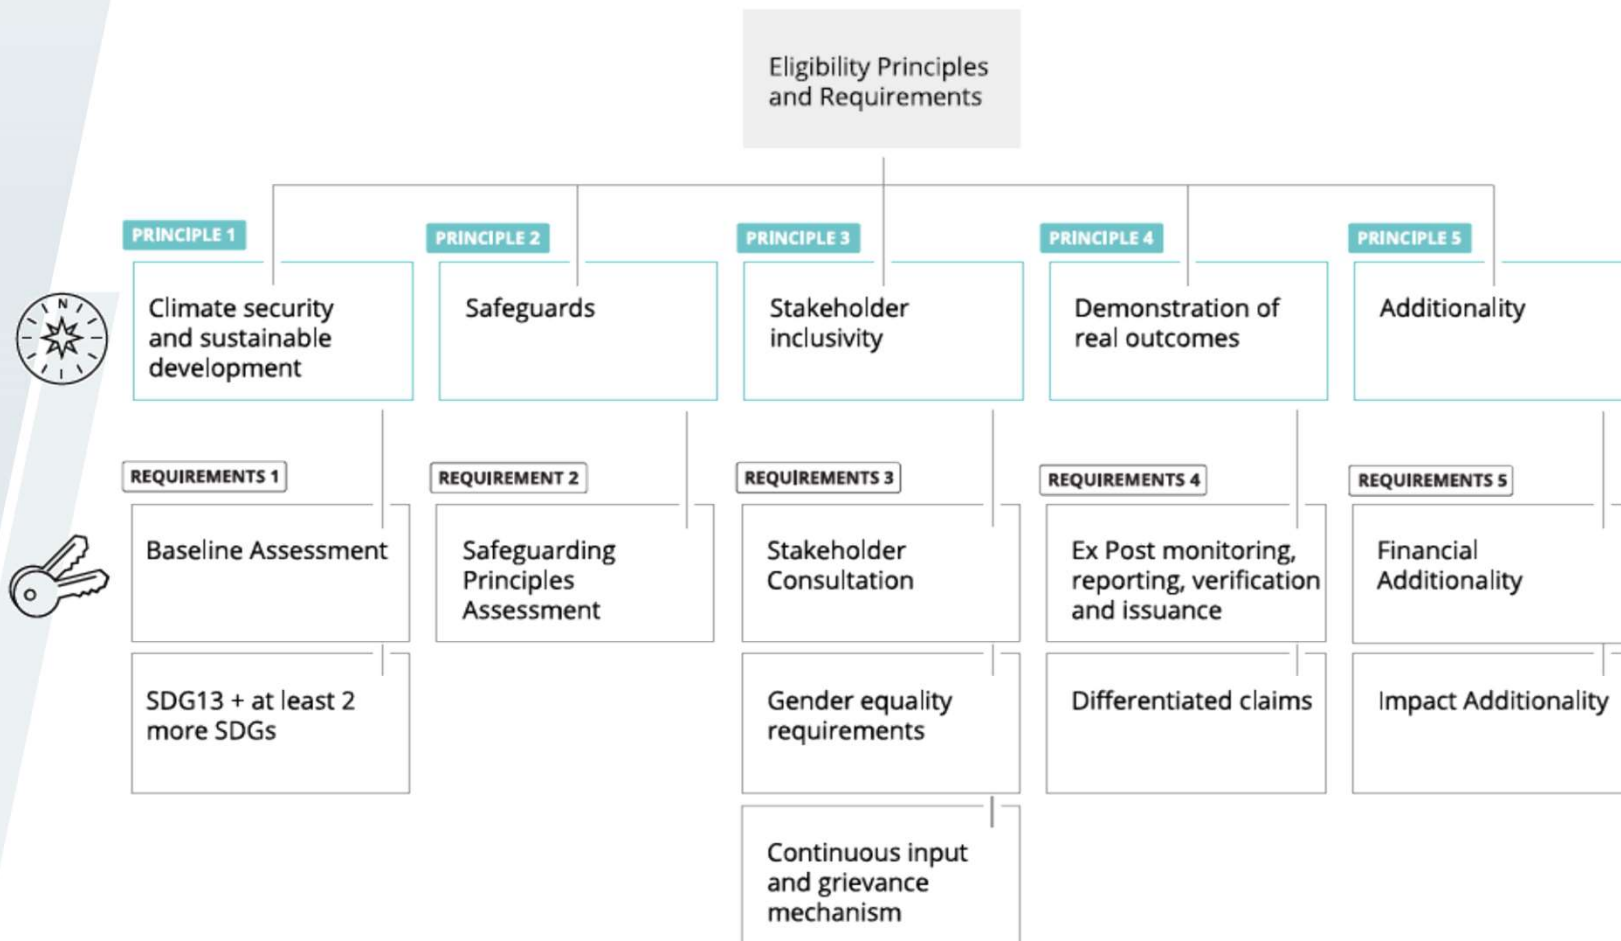 Eligibility Principles
and Requirements
PRINCIPLE 1
PRINCIPLE 2
PRINCIPLE 3
PRINCIPLE 4
PRINCIPLE 5
Climate security
and sustainable
development
Safeguards
Stakeholder
inclusivity
Demonstration of
real outcomes
Additionality
N
REQUIREMENTS 1
REQUIREMENT 2
REQUIREMENTS 3
REQUIREMENTS 4
REQUIREMENTS 5
Baseline Assessment
Safeguarding
Principles
Assessment
Stakeholder
Consultation
Ex Post monitoring,
reporting, verification
and issuance
Financial
Additionality
SDG13 + at least 2
more SDGs
Gender equality
requirements
Differentiated claims
Impact Additionality
Continuous input
and grievance
mechanism